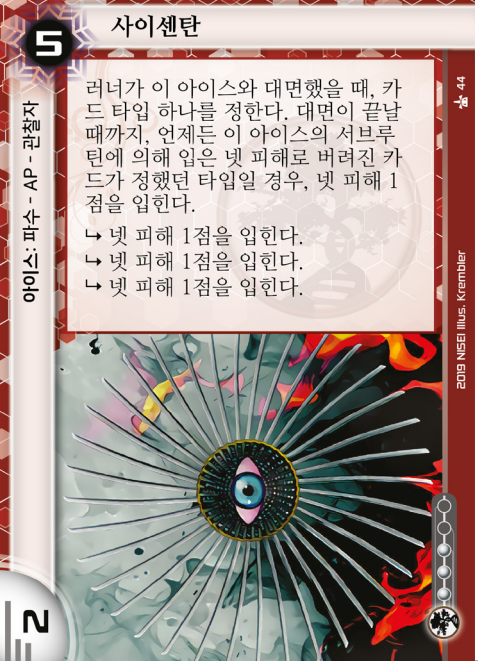 5
사이센탄
러너가 이 아이스와 대면했을 때, 카
드 타입 하나를 정한다. 대면이 끝날
때까지, 언제든 이 아이스의 서브루
틴에 의해 입은 넷 피해로 버려진 카
드가 정했던 타입일 경우, 넷 피해 1
점을 입힌다.
↳ 넷 피해 1점을 입힌다.
↳ 넷 피해 1점을 입힌다.
↳ 넷 피해 1점을 입힌다.
아이스: 파수 - AP - 관찰자
44
2019 NISEI Illus. Krembler
2